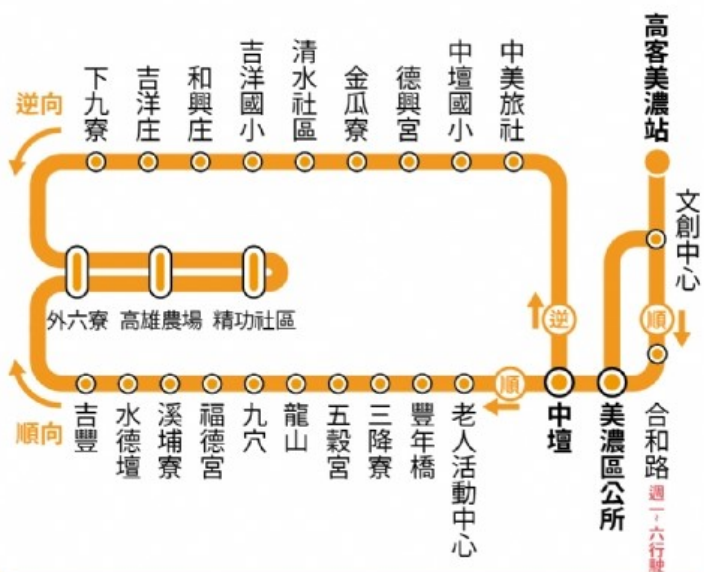 逆向
下九寮
吉洋庄
和興庄
吉洋國小
清水社區
金瓜寮
德興宮
中壇國小
中美旅社
高客美濃站
文創中心
外六寮
高雄農場
精功社區
逆
順
順向
吉豐
水德壇
溪埔寮
福德宮
九穴
龍山
五穀宮
三降寮
豐年橋
老人活動中心
順
中壇
美濃區公所
合和路
週一~六行駛